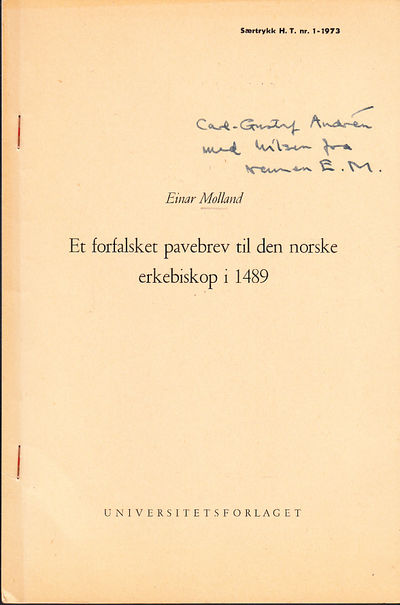 Særtrykk H. T. nr. 1-1973
Carl-Gustaf Andrén
med hilsen fra
vennen E. M.
Einar Molland
Et forfalsket pavebrev til den norske
erkebiskop i 1489
UNIVERSITETSFORLAGET